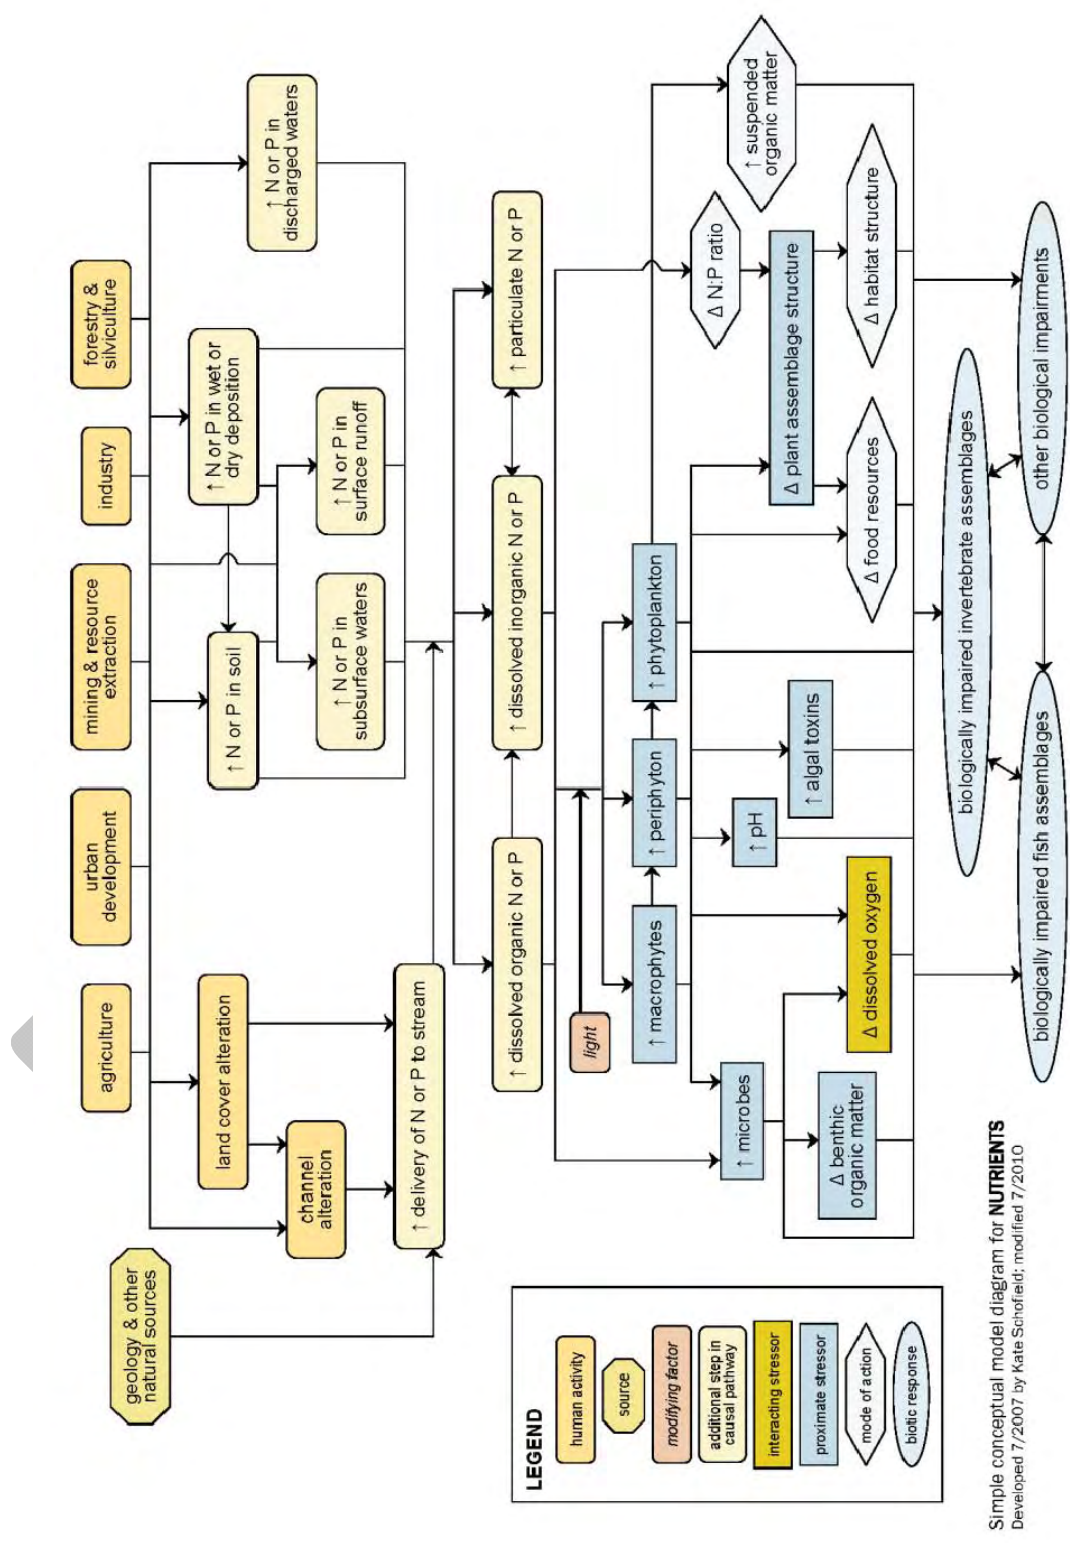 agriculture
urban
development
mining & resource
extraction
industry
forestry &
silviculture
geology & other
natural sources
land cover alteration
channel
alteration
↑ N or P in soil
↑ N or P in wet or
dry deposition
↑ N or P in
discharged waters
↑ N or P in
subsurface waters
↑ N or P in
surface runoff
↑ delivery of N or P to stream
↑ dissolved organic N or P
↑ dissolved inorganic N or P
↑ particulate N or P
light
↑ macrophytes
↑ periphyton
↑ phytoplankton
Δ N:P ratio
↑ suspended
organic matter
↑ microbes
↑ pH
↑ algal toxins
Δ plant assemblage structure
Δ benthic
organic matter
Δ dissolved oxygen
Δ food resources
Δ habitat structure
biologically impaired invertebrate assemblages
biologically impaired fish assemblages
other biological impairments
LEGEND
human activity
source
modifying factor
additional step in
causal pathway
interacting stressor
proximate stressor
mode of action
biotic response
Simple conceptual model diagram for NUTRIENTS
Developed 7/2007 by Kate Schofield; modified 7/2010